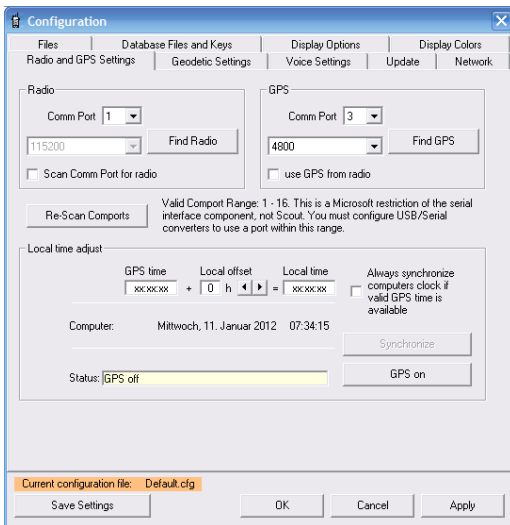 Configuration
Files Database Files and Keys Display Options Display Colors
Radio and GPS Settings Geodetic Settings Voice Settings Update Network
Radio
Comm Port 1
115200
Find Radio
Scan Comm Port for radio
GPS
Comm Port 3
4800
Find GPS
use GPS from radio
Re-Scan Comports
Valid Comport Range: 1 - 16. This is a Microsoft restriction of the serial
interface component, not Scout. You must configure USB/Serial
converters to use a port within this range.
Local time adjust
GPS time Local offset Local time
xx:xx:xx + 0 h = xx:xx:xx
Always synchronize
computers clock if
valid GPS time is
available
Computer: Mittwoch, 11. Januar 2012 07:34:15
Synchronize
Status: GPS off
GPS on
Current configuration file: Default.cfg
Save Settings OK Cancel Apply